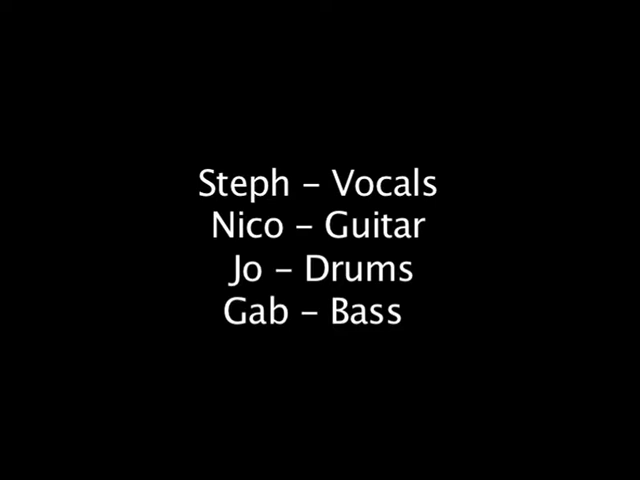 Steph – Vocals
Nico – Guitar
Jo – Drums
Gab – Bass